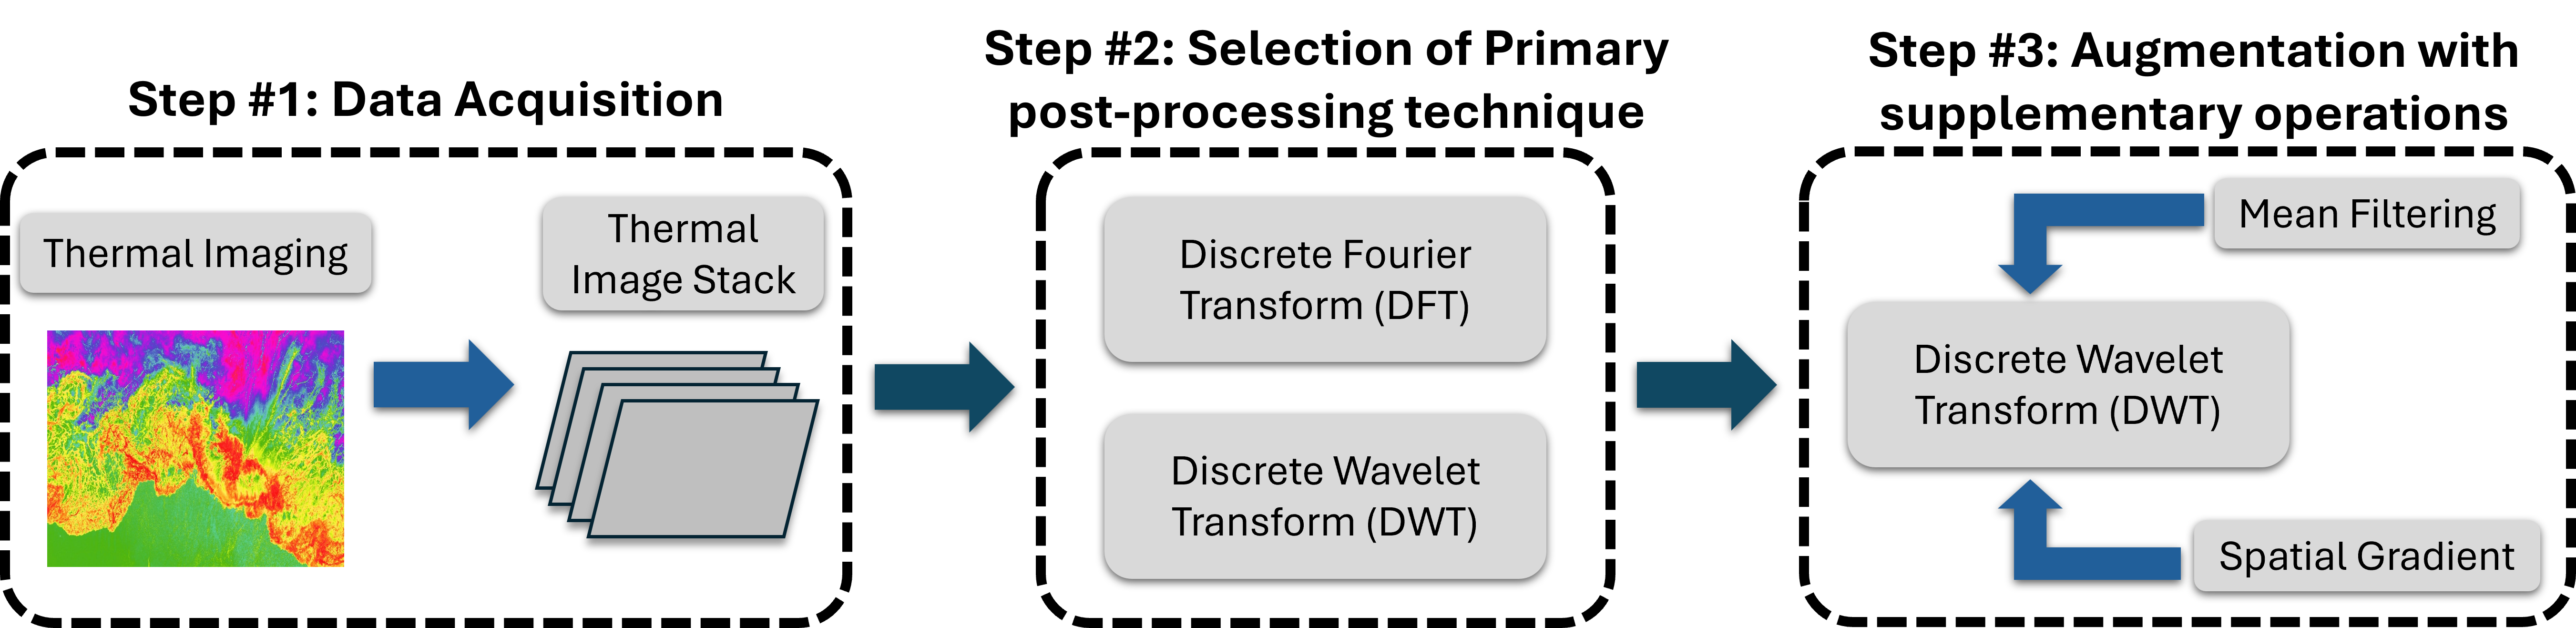 Step #1: Data Acquisition
Thermal Imaging
Thermal
Image Stack
Step #2: Selection of Primary
post-processing technique
Discrete Fourier
Transform (DFT)
Discrete Wavelet
Transform (DWT)
Step #3: Augmentation with
supplementary operations
Mean Filtering
Discrete Wavelet
Transform (DWT)
Spatial Gradient